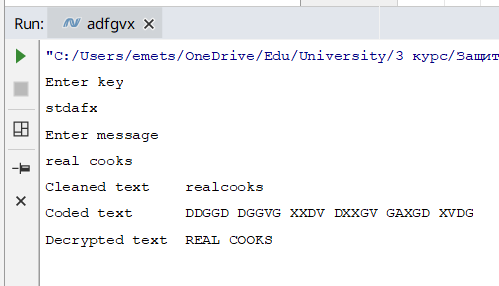 Run: adfgvx
"C:/Users/emets/OneDrive/Edu/University/3 курс/Защит
Enter key
stdafx
Enter message
real cooks
Cleaned text realcooks
Coded text DDGGD DGGVG XXDV DXXGV GAXGD XVDG
Decrypted text REAL COOKS